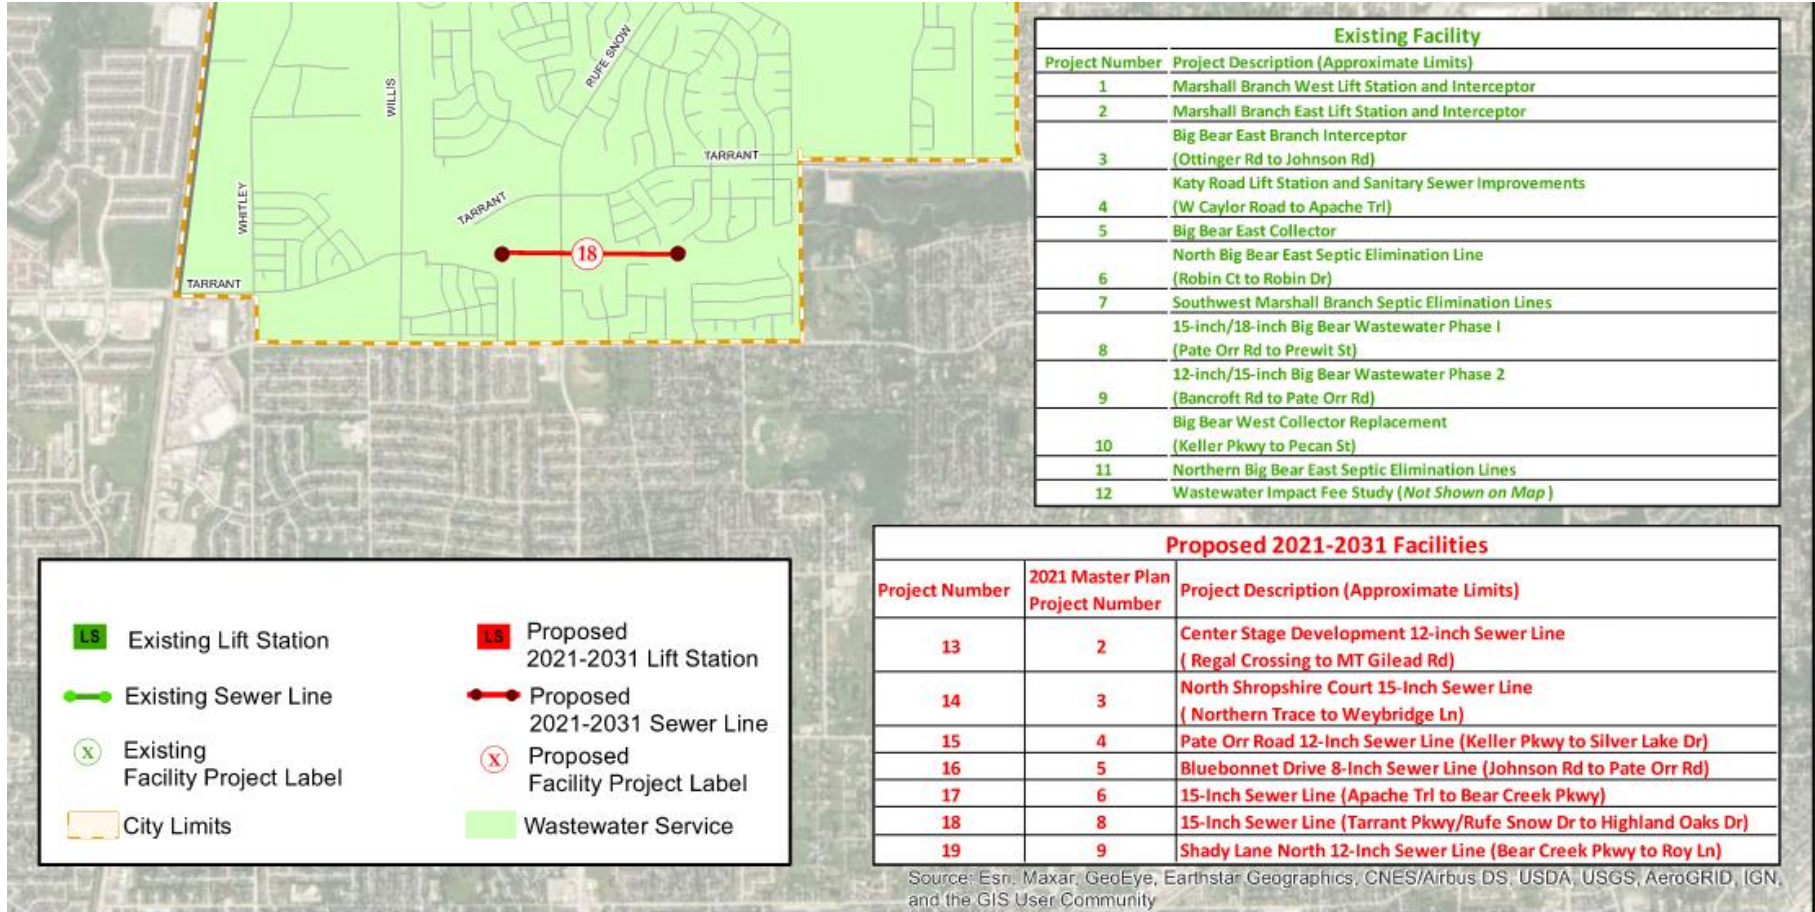 RUFE SNOW
WILLIS
TARRANT
WHITLEY
TARRANT
18
TARRANT
Existing Facility
Project Number Project Description (Approximate Limits)
1 Marshall Branch West Lift Station and Interceptor
2 Marshall Branch East Lift Station and Interceptor
Big Bear East Branch Interceptor
3 (Ottinger Rd to Johnson Rd)
Katy Road Lift Station and Sanitary Sewer Improvements
4 (W Caylor Road to Apache Trl)
5 Big Bear East Collector
North Big Bear East Septic Elimination Line
6 (Robin Ct to Robin Dr)
7 Southwest Marshall Branch Septic Elimination Lines
15-inch/18-inch Big Bear Wastewater Phase I
8 (Pate Orr Rd to Prewit St)
12-inch/15-inch Big Bear Wastewater Phase 2
9 (Bancroft Rd to Pate Orr Rd)
Big Bear West Collector Replacement
10 (Keller Pkwy to Pecan St)
11 Northern Big Bear East Septic Elimination Lines
12 Wastewater Impact Fee Study (Not Shown on Map )
LS Existing Lift Station
LS Proposed
2021-2031 Lift Station
Existing Sewer Line
Proposed
2021-2031 Sewer Line
X Existing
Facility Project Label
X Proposed
Facility Project Label
City Limits
Wastewater Service
Proposed 2021-2031 Facilities
Project Number 2021 Master Plan
Project Number Project Description (Approximate Limits)
13 2 Center Stage Development 12-inch Sewer Line
( Regal Crossing to MT Gilead Rd)
14 3 North Shropshire Court 15-Inch Sewer Line
( Northern Trace to Weybridge Ln)
15 4 Pate Orr Road 12-Inch Sewer Line (Keller Pkwy to Silver Lake Dr)
16 5 Bluebonnet Drive 8-Inch Sewer Line (Johnson Rd to Pate Orr Rd)
17 6 15-Inch Sewer Line (Apache Trl to Bear Creek Pkwy)
18 8 15-Inch Sewer Line (Tarrant Pkwy/Rufe Snow Dr to Highland Oaks Dr)
19 9 Shady Lane North 12-Inch Sewer Line (Bear Creek Pkwy to Roy Ln)
Source: Esri, Maxar, GeoEye, Earthstar Geographics, CNES/Airbus DS, USDA, USGS, AeroGRID, IGN,
and the GIS User Community